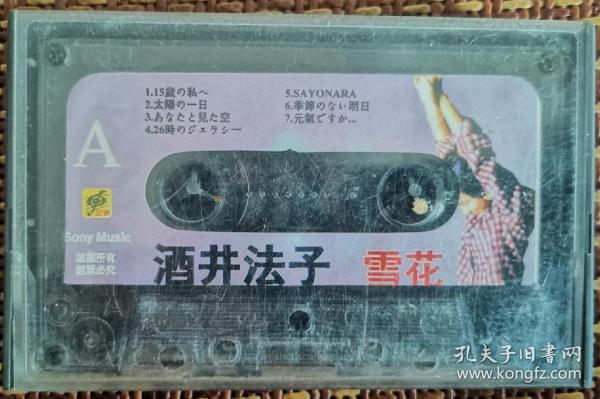 A
1.15歲の私へ
2.太陽の一日
3.あなたと見た空
4.26時のジェラシー
5.SAYONARA
6.季節のない明日
7.元氣ですか...
Sony Music
版權所有
翻版必究
酒井法子 雪花
A
孔夫子旧書网
www.kongfz.com